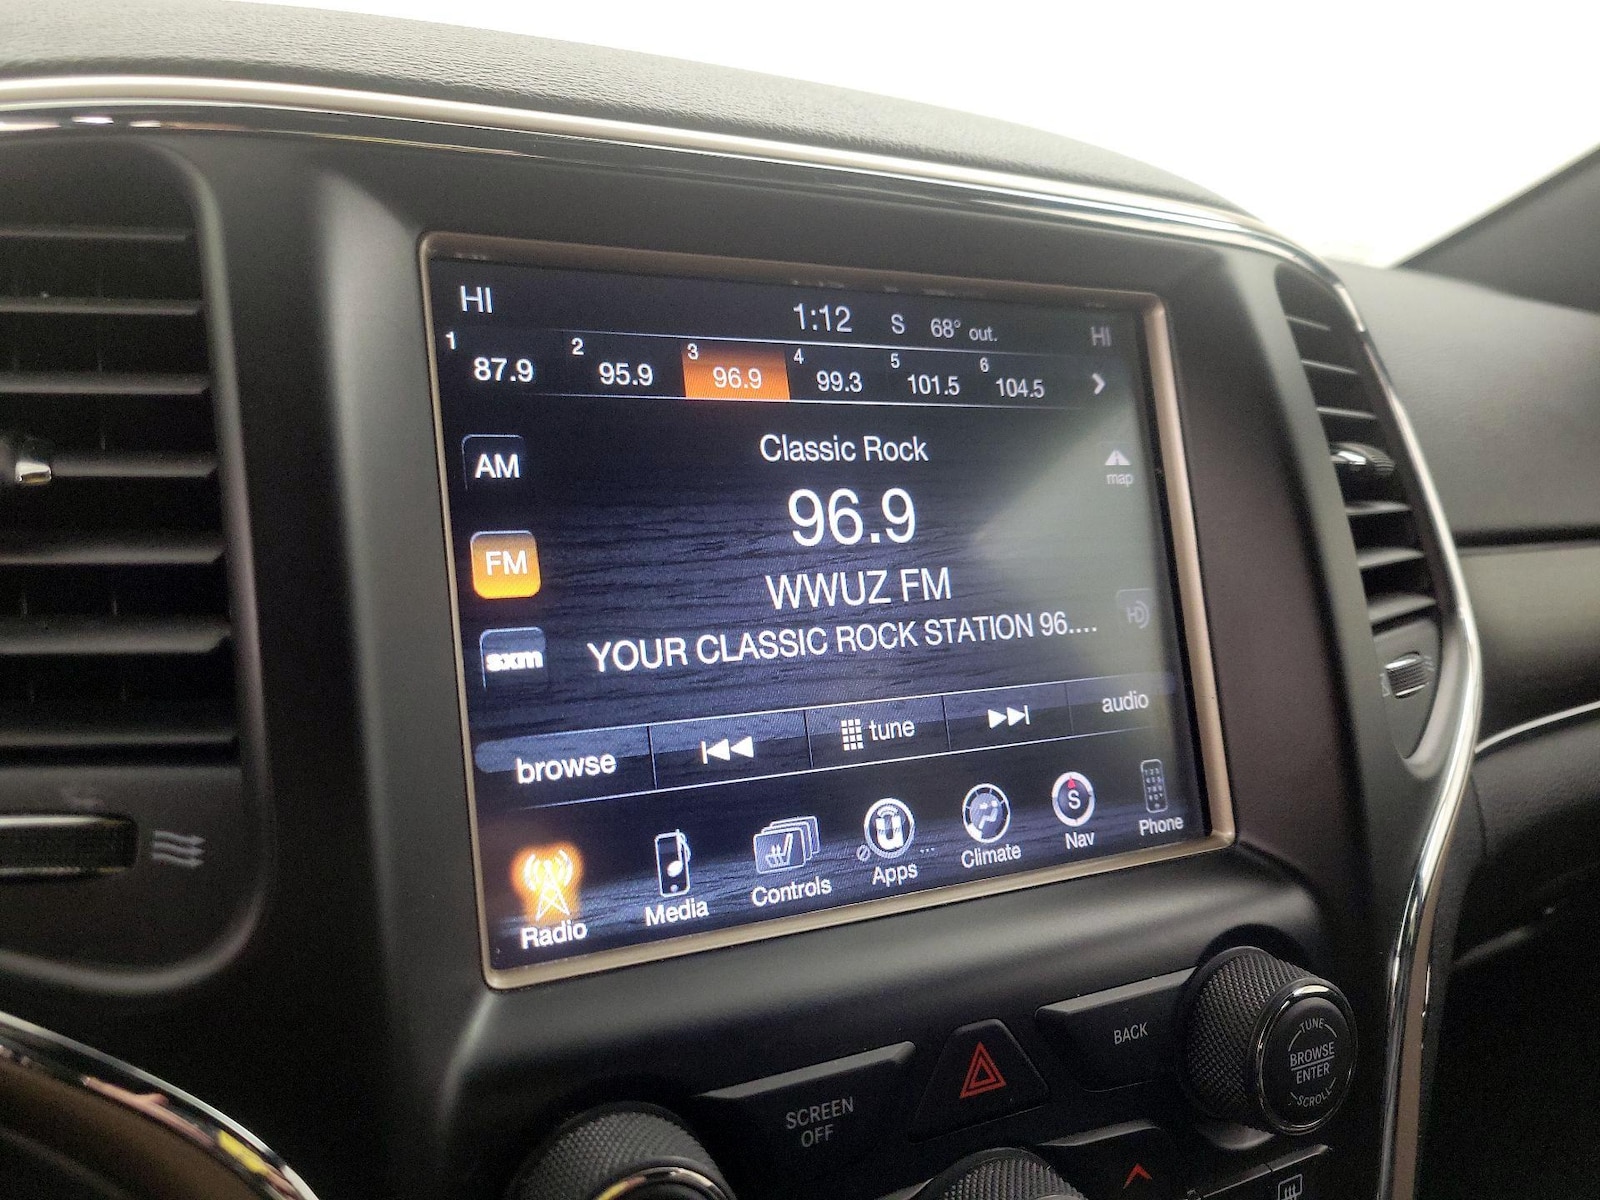 HI 1:12 S 68° out. HI
1 87.9 2 95.9 3 96.9 4 99.3 5 101.5 6 104.5
AM
Classic Rock
map
96.9
FM
WWUZ FM
HD
sxm
YOUR CLASSIC ROCK STATION 96....
browse tune audio
Radio Media Controls Apps Climate S Nav Phone
SCREEN
OFF
BACK
TUNE
BROWSE
ENTER
SCROLL